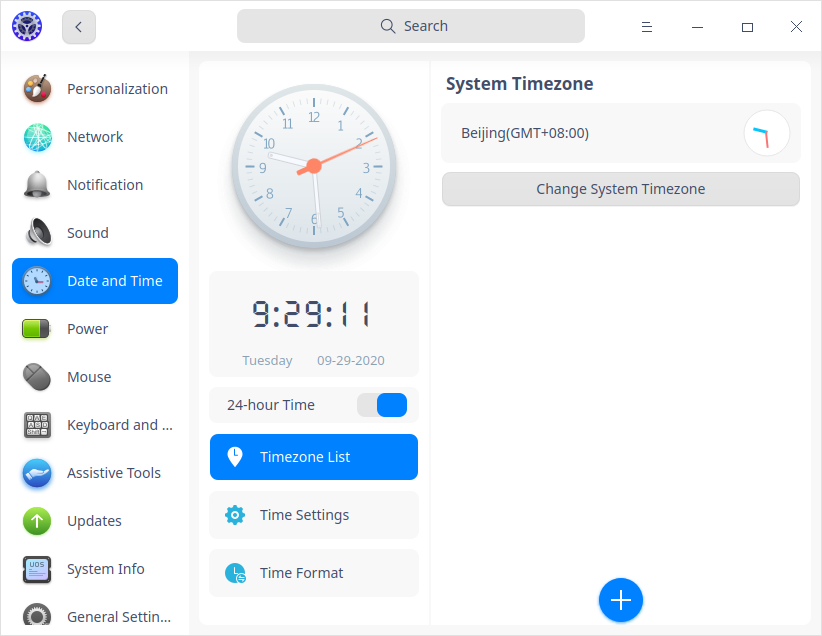 Search
Personalization
Network
Notification
Sound
Date and Time
Power
Mouse
Keyboard and ...
Assistive Tools
Updates
UOS
System Info
General Settin...
12
1
2
3
4
5
6
7
8
9
10
11
9:29:11
Tuesday 09-29-2020
24-hour Time
Timezone List
Time Settings
Time Format
System Timezone
Beijing(GMT+08:00)
Change System Timezone